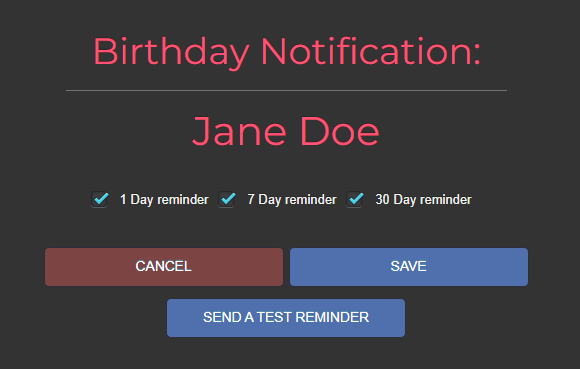 Birthday Notification:
Jane Doe
1 Day reminder 7 Day reminder 30 Day reminder
CANCEL SAVE
SEND A TEST REMINDER